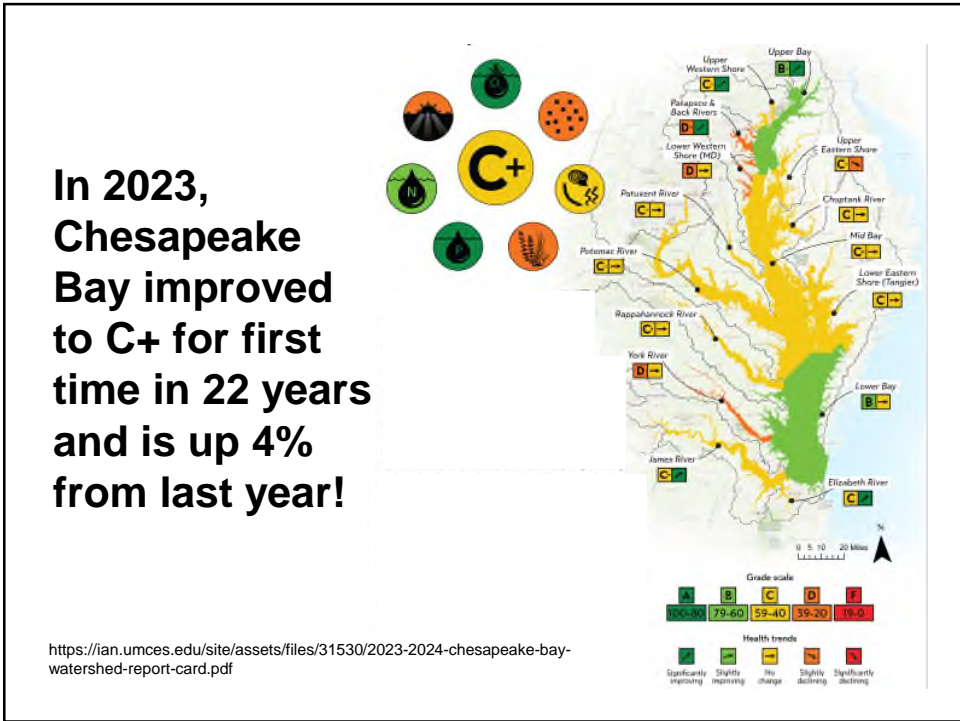 In 2023,
Chesapeake
Bay improved
to C+ for first
time in 22 years
and is up 4%
from last year!
https://ian.umces.edu/site/assets/files/31530/2023-2024-chesapeake-bay-
watershed-report-card.pdf
C+
N
Upper Bay
B
Upper
Western Shore
C
Patapsco &
Back Rivers
D
Upper
Eastern Shore
C
Lower Western
Shore (MD)
D
Patuxent River
C
Choptank River
C
Mid Bay
C
Potomac River
C
Lower Eastern
Shore (Tangier)
C
Rappahannock River
C
York River
D
Lower Bay
B
James River
C
Elizabeth River
C
N
0 5 10 20 Miles
Grade scale
A B C D F
100-80 79-60 59-40 39-20 19-0
Health trends
Significantly Slightly No Slightly Significantly
improving improving change declining declining